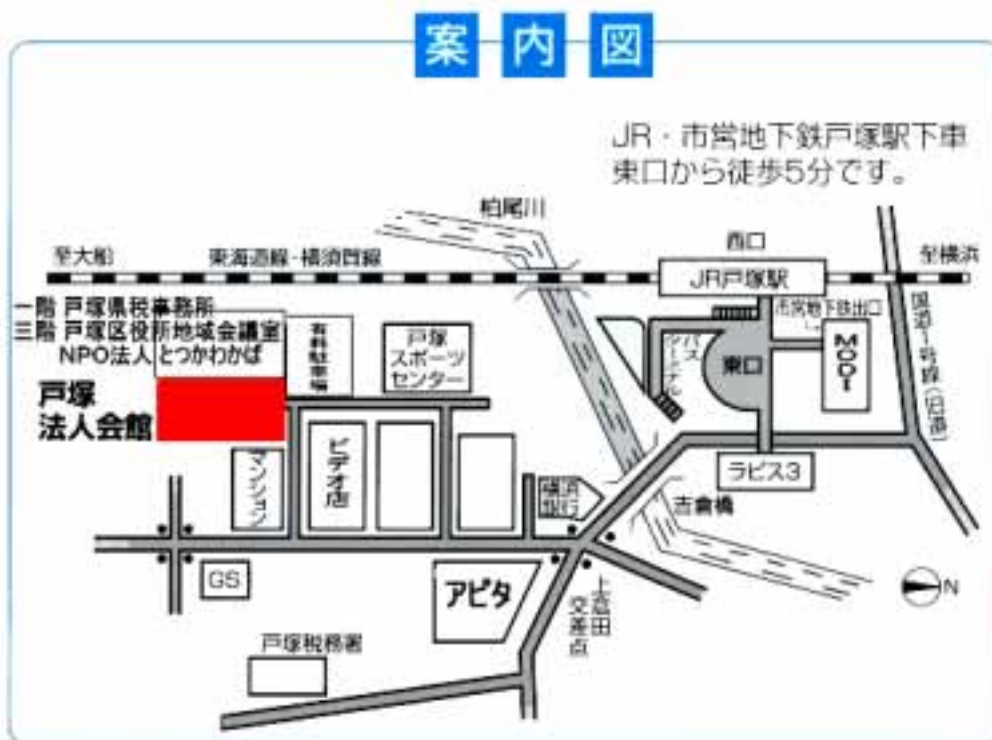 案内図
JR・市営地下鉄戸塚駅下車
東口から徒歩5分です。
柏尾川
西口
至大船
東海道線・横須賀線
JR戸塚駅
至横浜
一階 戸塚県税事務所
三階 戸塚区役所地域会議室
NPO法人 とつかわかば
戸塚
法人会館
有料駐車場
戸塚
スポーツ
センター
バス
ターミナル
東口
市営地下鉄出口
MODI
国道1号線(旧道)
マンション
ビデオ店
横浜
銀行
ラピス3
吉倉橋
GS
アピタ
上倉田
交差点
戸塚税務署
N